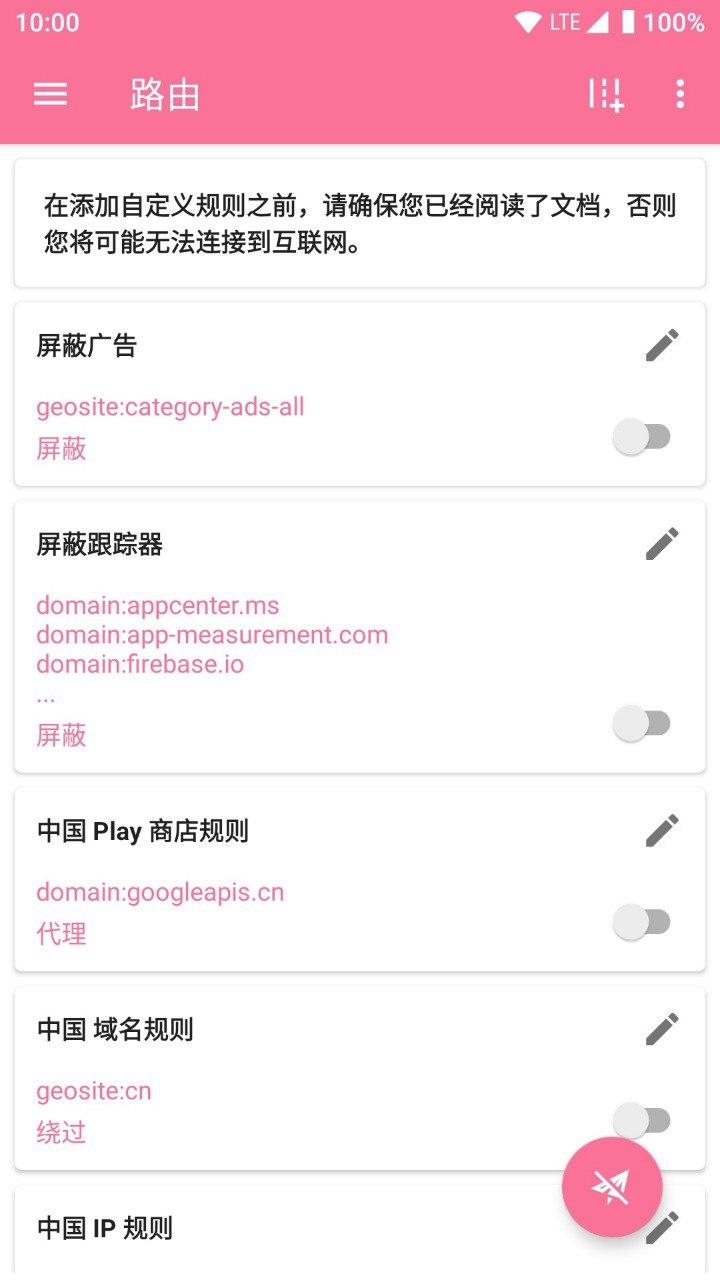 10:00 LTE 100%
路由
在添加自定义规则之前，请确保您已经阅读了文档，否则
您将可能无法连接到互联网。
屏蔽广告
geosite:category-ads-all
屏蔽
屏蔽跟踪器
domain:appcenter.ms
domain:app-measurement.com
domain:firebase.io
...
屏蔽
中国 Play 商店规则
domain:googleapis.cn
代理
中国 域名规则
geosite:cn
绕过
中国 IP 规则